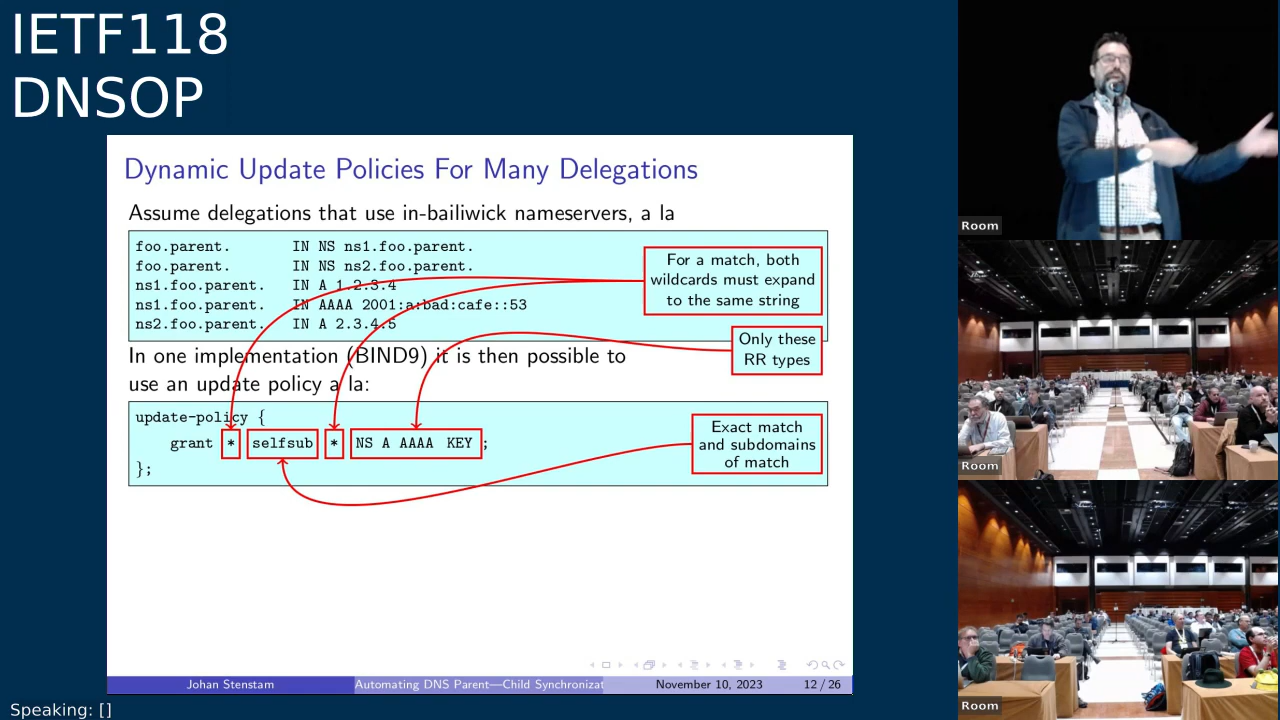 IETF118
DNSOP
Dynamic Update Policies For Many Delegations
Assume delegations that use in-bailiwick nameservers, a la
foo.parent. IN NS ns1.foo.parent.
foo.parent. IN NS ns2.foo.parent.
ns1.foo.parent. IN A 1.2.3.4
ns1.foo.parent. IN AAAA 2001:a:bad:cafe::53
ns2.foo.parent. IN A 2.3.4.5
For a match, both
wildcards must expand
to the same string
Only these
RR types
In one implementation (BIND9) it is then possible to
use an update policy a la:
update-policy {
grant * selfsub * NS A AAAA KEY ;
};
Exact match
and subdomains
of match
Johan Stenstam Automating DNS Parent—Child Synchronizat November 10, 2023 12 / 26
Speaking: []
Room
Room
Room